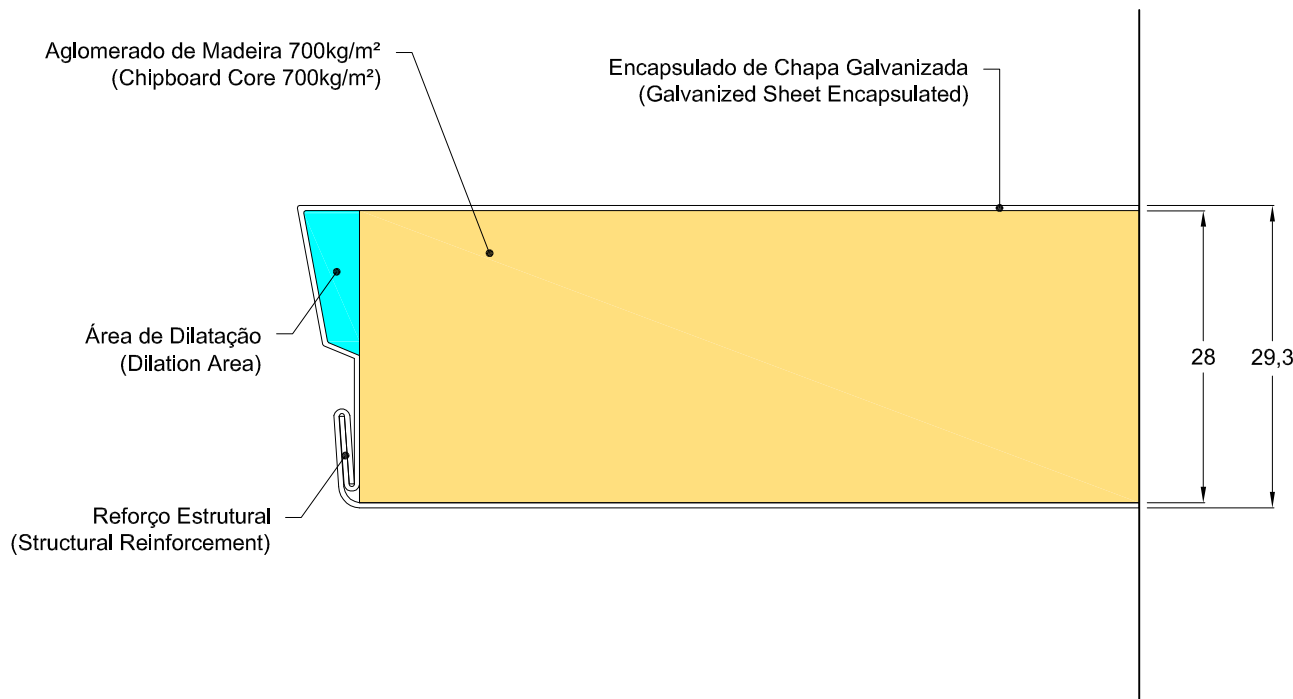 Aglomerado de Madeira 700kg/m²
(Chipboard Core 700kg/m²)
Encapsulado de Chapa Galvanizada
(Galvanized Sheet Encapsulated)
Área de Dilatação
(Dilation Area)
28
29,3
Reforço Estrutural
(Structural Reinforcement)